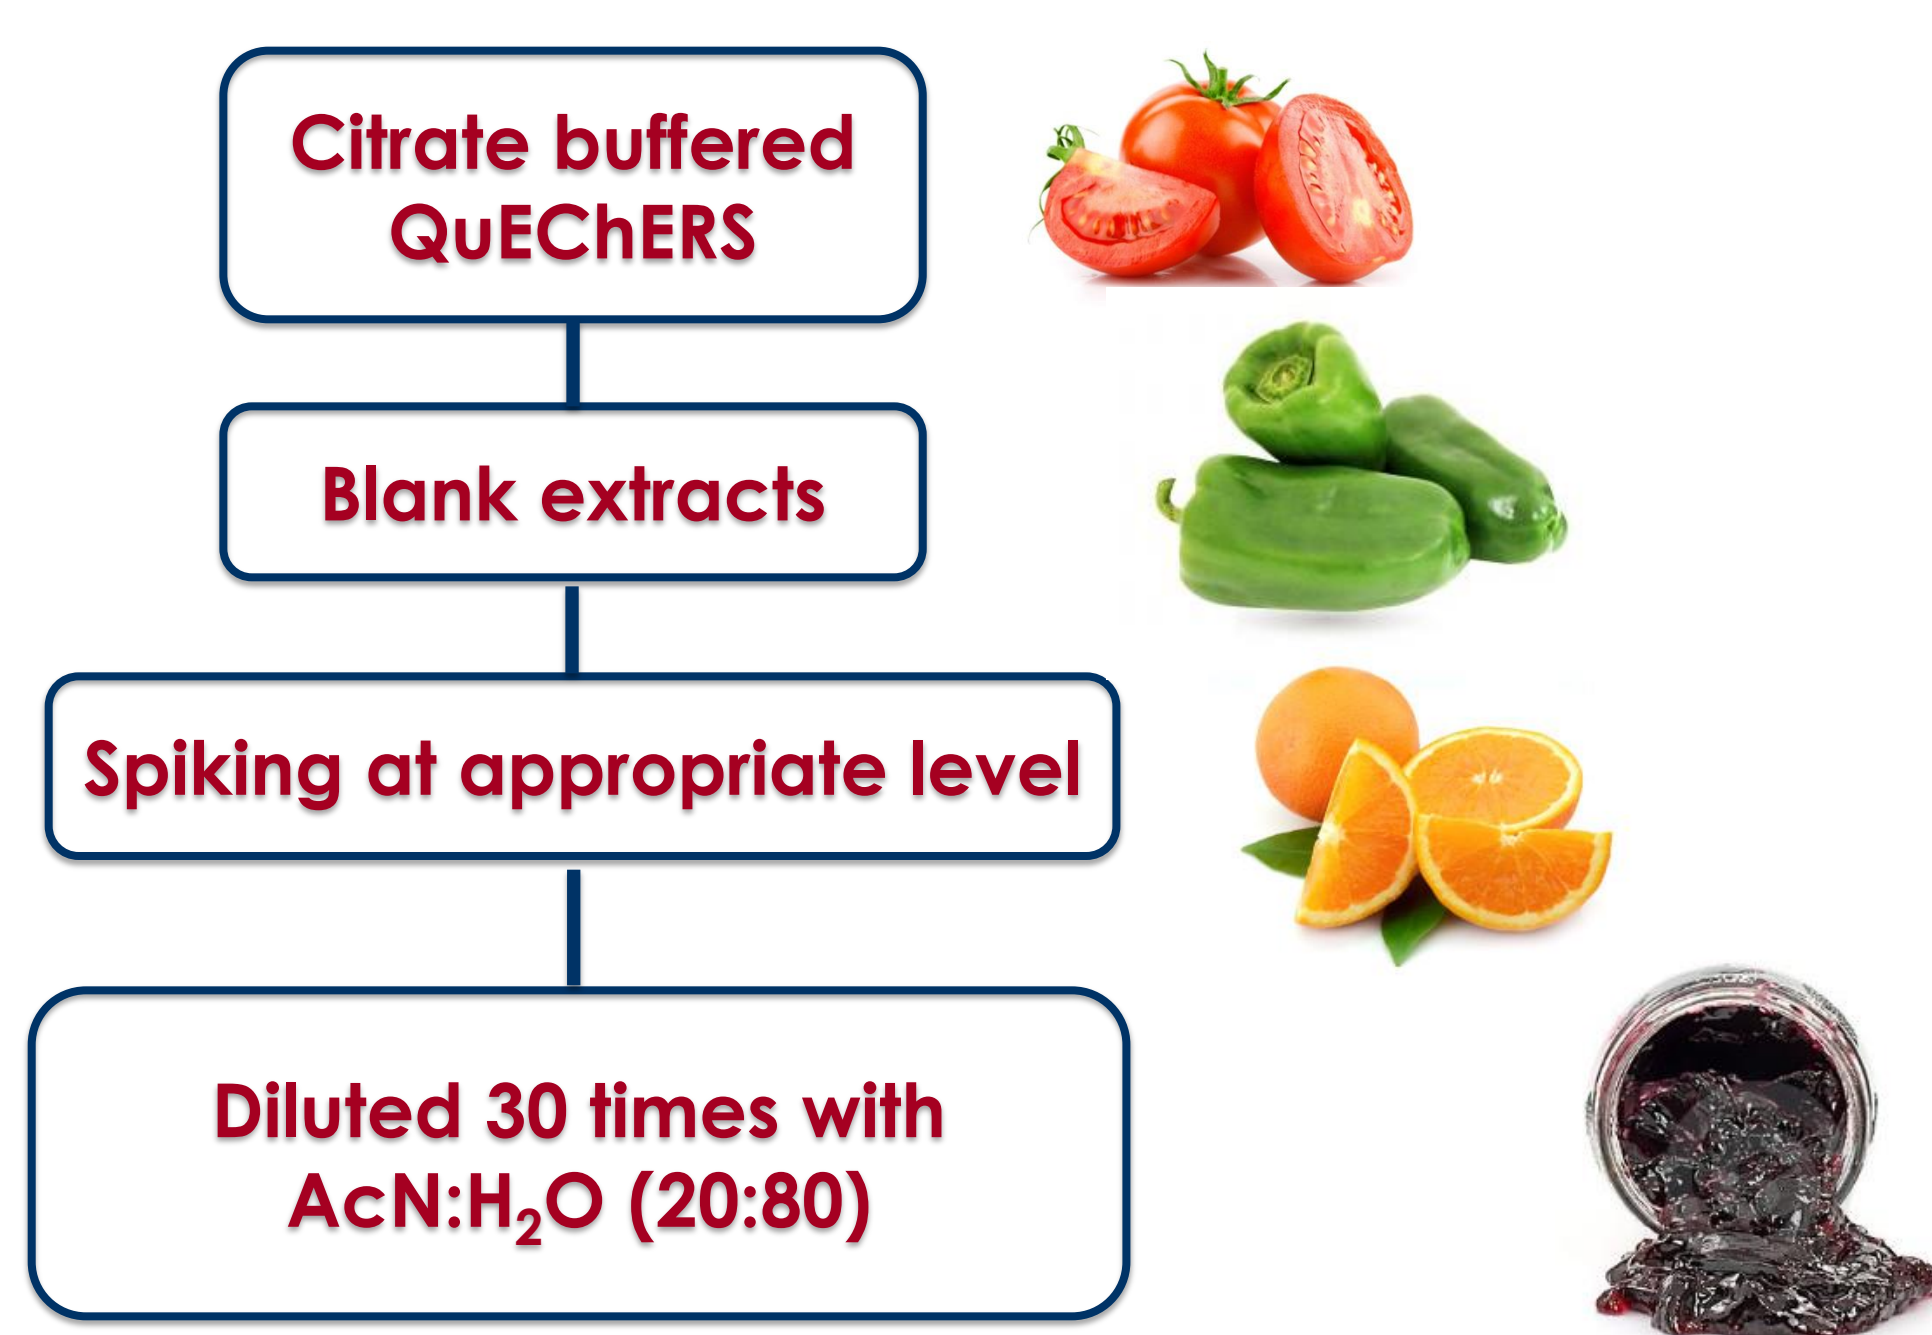 Citrate buffered
QuEChERS
Blank extracts
Spiking at appropriate level
Diluted 30 times with
AcN:H₂O (20:80)